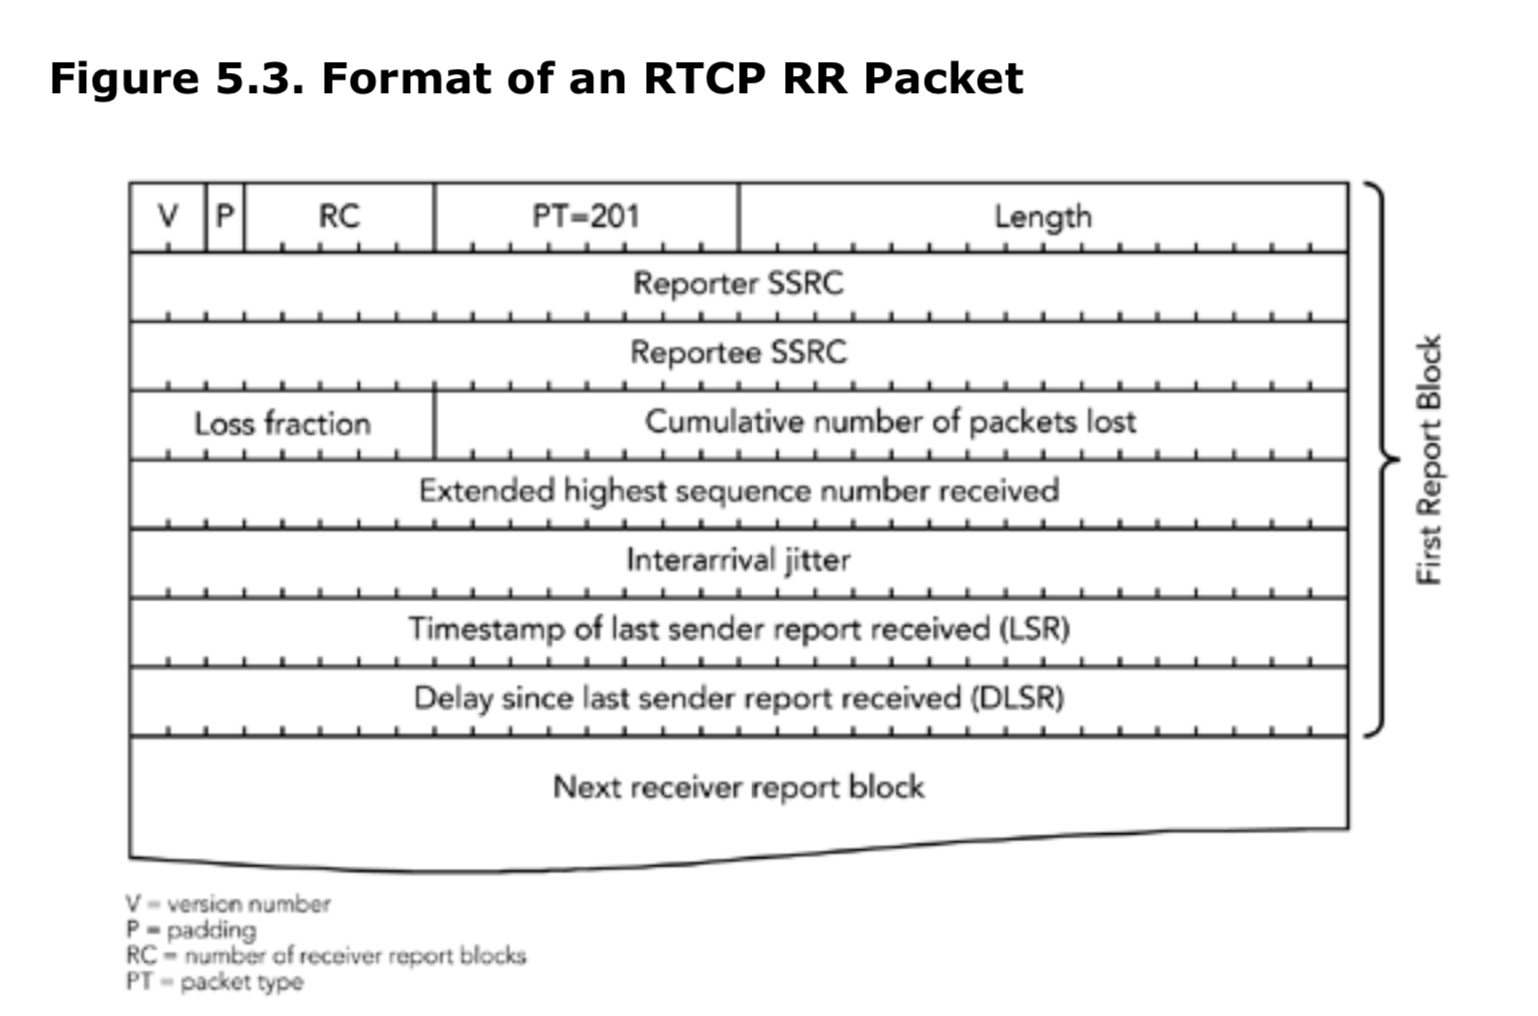 Figure 5.3. Format of an RTCP RR Packet
V P RC PT=201 Length
Reporter SSRC
Reportee SSRC
Loss fraction Cumulative number of packets lost
Extended highest sequence number received
Interarrival jitter
Timestamp of last sender report received (LSR)
Delay since last sender report received (DLSR)
Next receiver report block
First Report Block
V = version number
P = padding
RC = number of receiver report blocks
PT = packet type